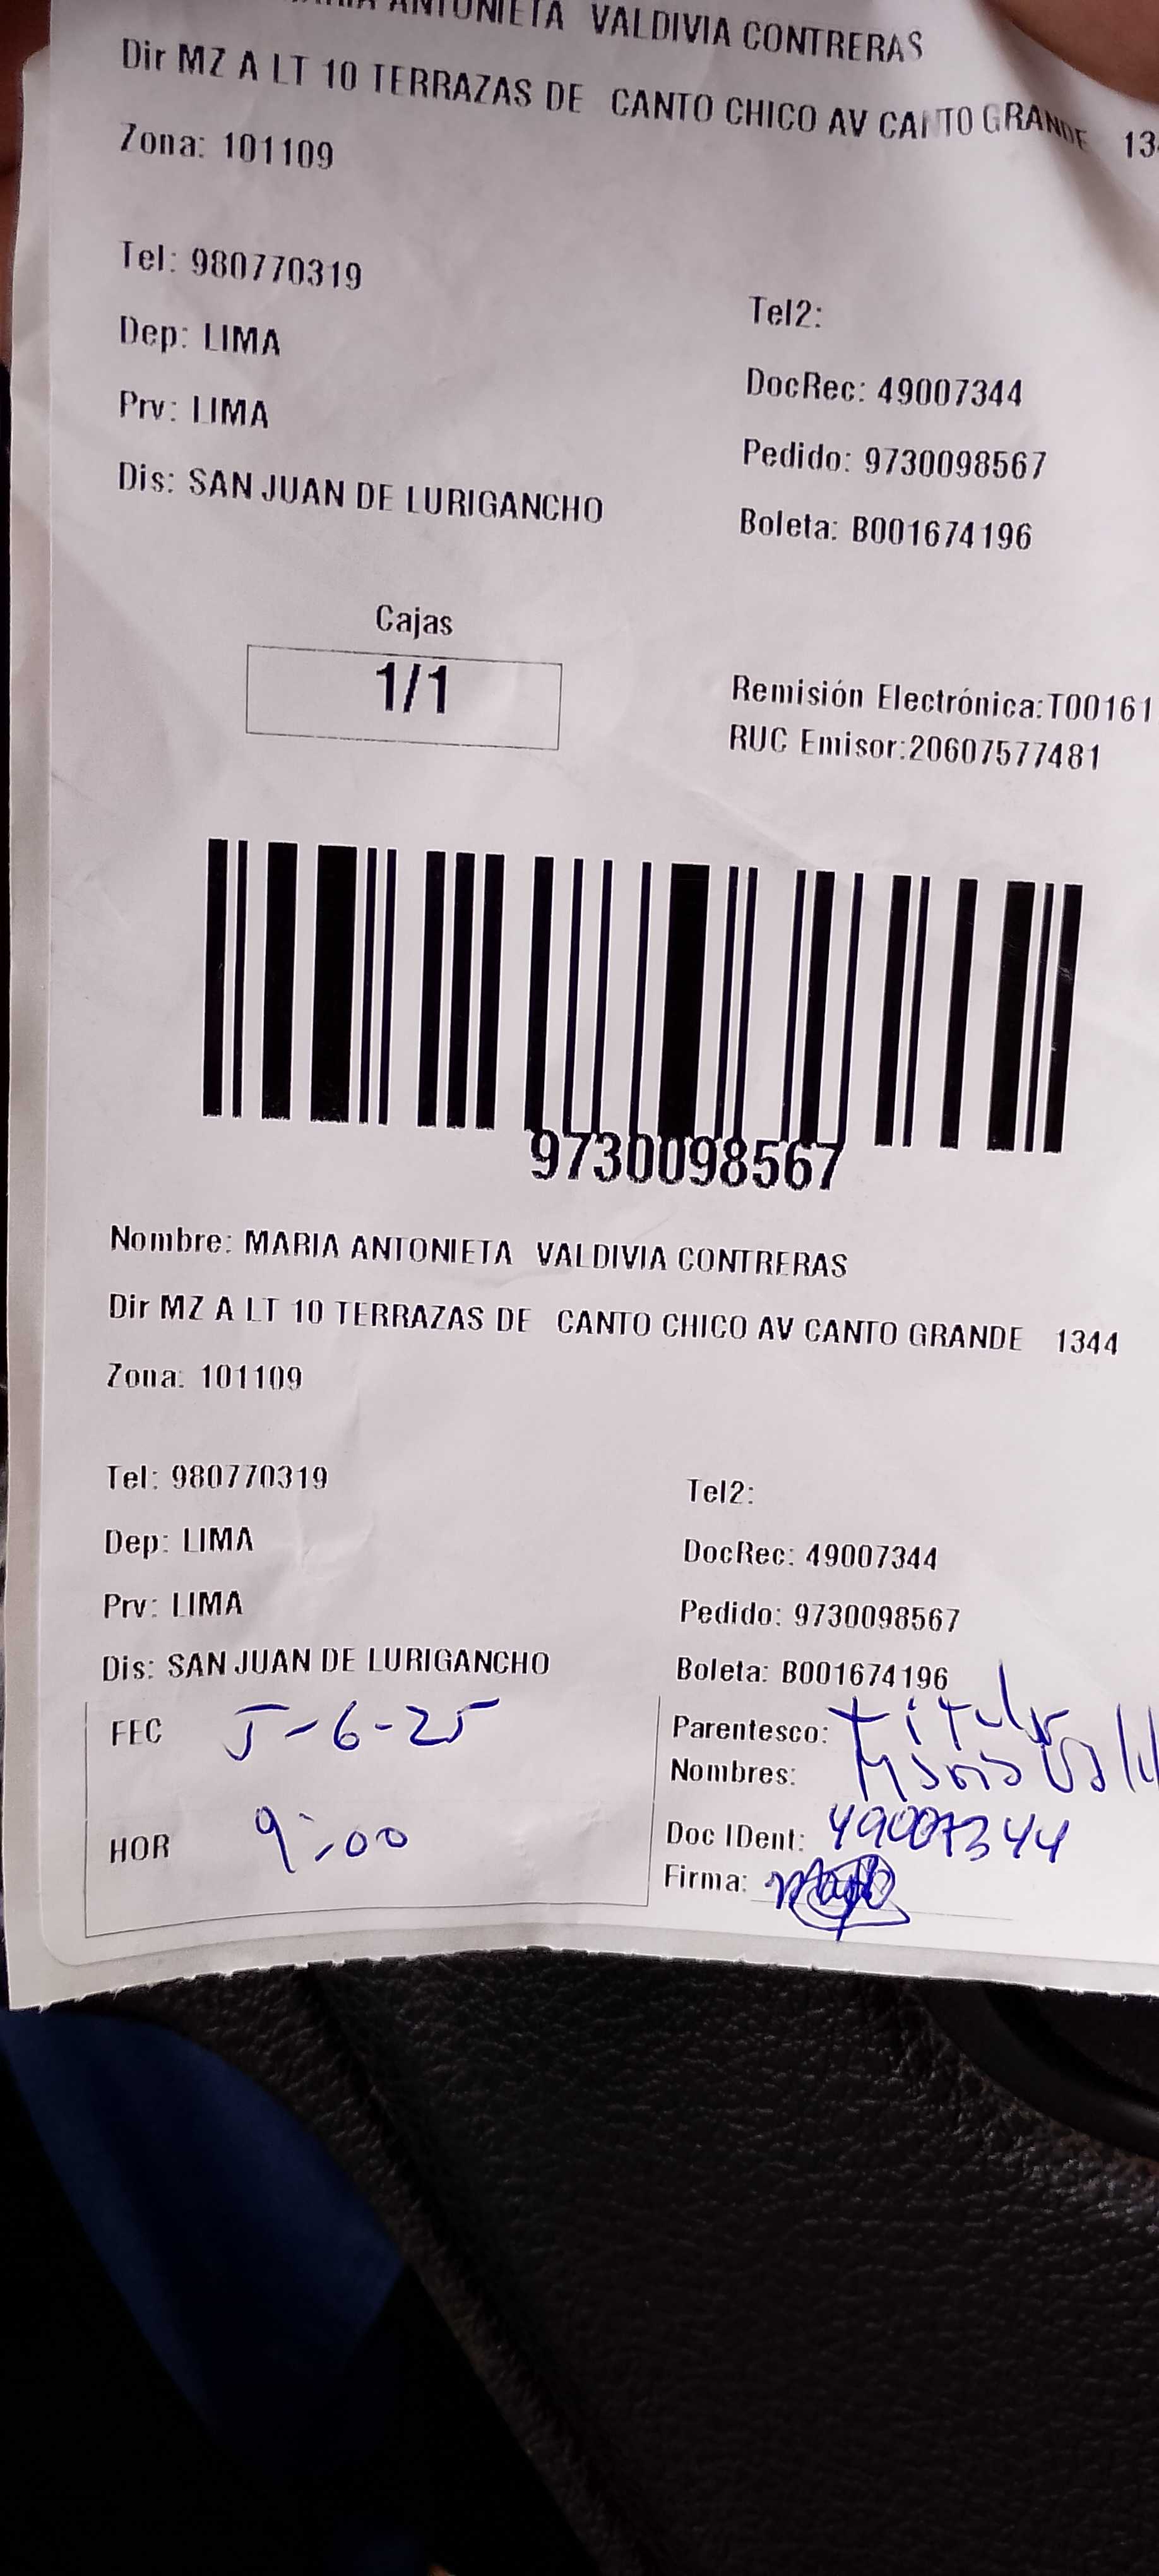 ANTONIETA VALDIVIA CONTRERAS
Dir MZ A LT 10 TERRAZAS DE CANTO CHICO AV CANTO GRANDE 13
Zona: 101109
Tel: 980770319
Tel2:
Dep: LIMA
DocRec: 49007344
Prv: LIMA
Pedido: 9730098567
Dis: SAN JUAN DE LURIGANCHO
Boleta: B001674196
Cajas
1/1
Remisión Electrónica:T00161
RUC Emisor:20607577481
9730098567
Nombre: MARIA ANTONIETA VALDIVIA CONTRERAS
Dir MZ A LT 10 TERRAZAS DE CANTO CHICO AV CANTO GRANDE 1344
Zona: 101109
Tel: 980770319
Tel2:
Dep: LIMA
DocRec: 49007344
Prv: LIMA
Pedido: 9730098567
Dis: SAN JUAN DE LURIGANCHO
Boleta: B001674196
FEC 5-6-25
Parentesco: titular
Nombres: Maria
HOR 9:00
Doc IDent: 49007344
Firma: